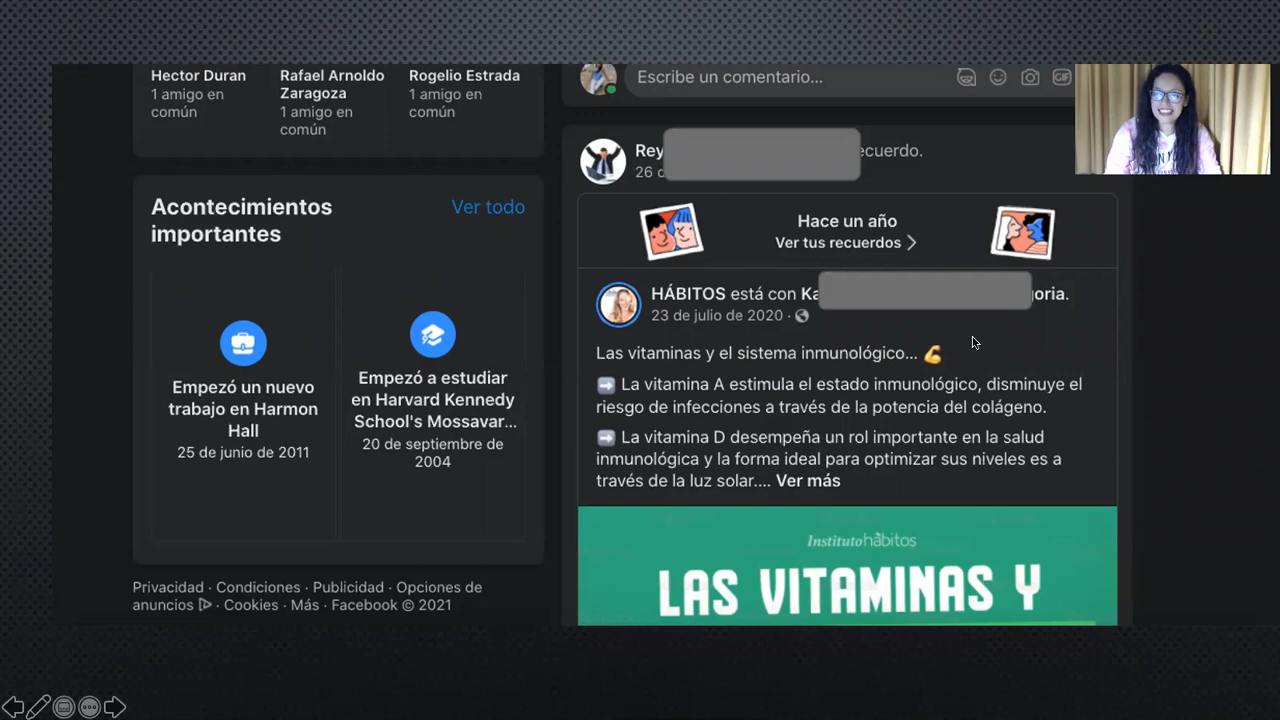 Hector Duran
1 amigo en
común
Rafael Arnoldo
Zaragoza
1 amigo en
común
Rogelio Estrada
1 amigo en
común
Acontecimientos
importantes
Ver todo
Empezó un nuevo
trabajo en Harmon
Hall
25 de junio de 2011
Empezó a estudiar
en Harvard Kennedy
School's Mossavar...
20 de septiembre de
2004
Privacidad · Condiciones · Publicidad · Opciones de
anuncios · Cookies · Más · Facebook © 2021
Escribe un comentario...
GIF
Rey ecuerdo.
26 d
Hace un año
Ver tus recuerdos
HÁBITOS está con Ka oria.
23 de julio de 2020 ·
Las vitaminas y el sistema inmunológico... 💪
➡️ La vitamina A estimula el estado inmunológico, disminuye el
riesgo de infecciones a través de la potencia del colágeno.
➡️ La vitamina D desempeña un rol importante en la salud
inmunológica y la forma ideal para optimizar sus niveles es a
través de la luz solar.... Ver más
Instituto hábitos
LAS VITAMINAS Y